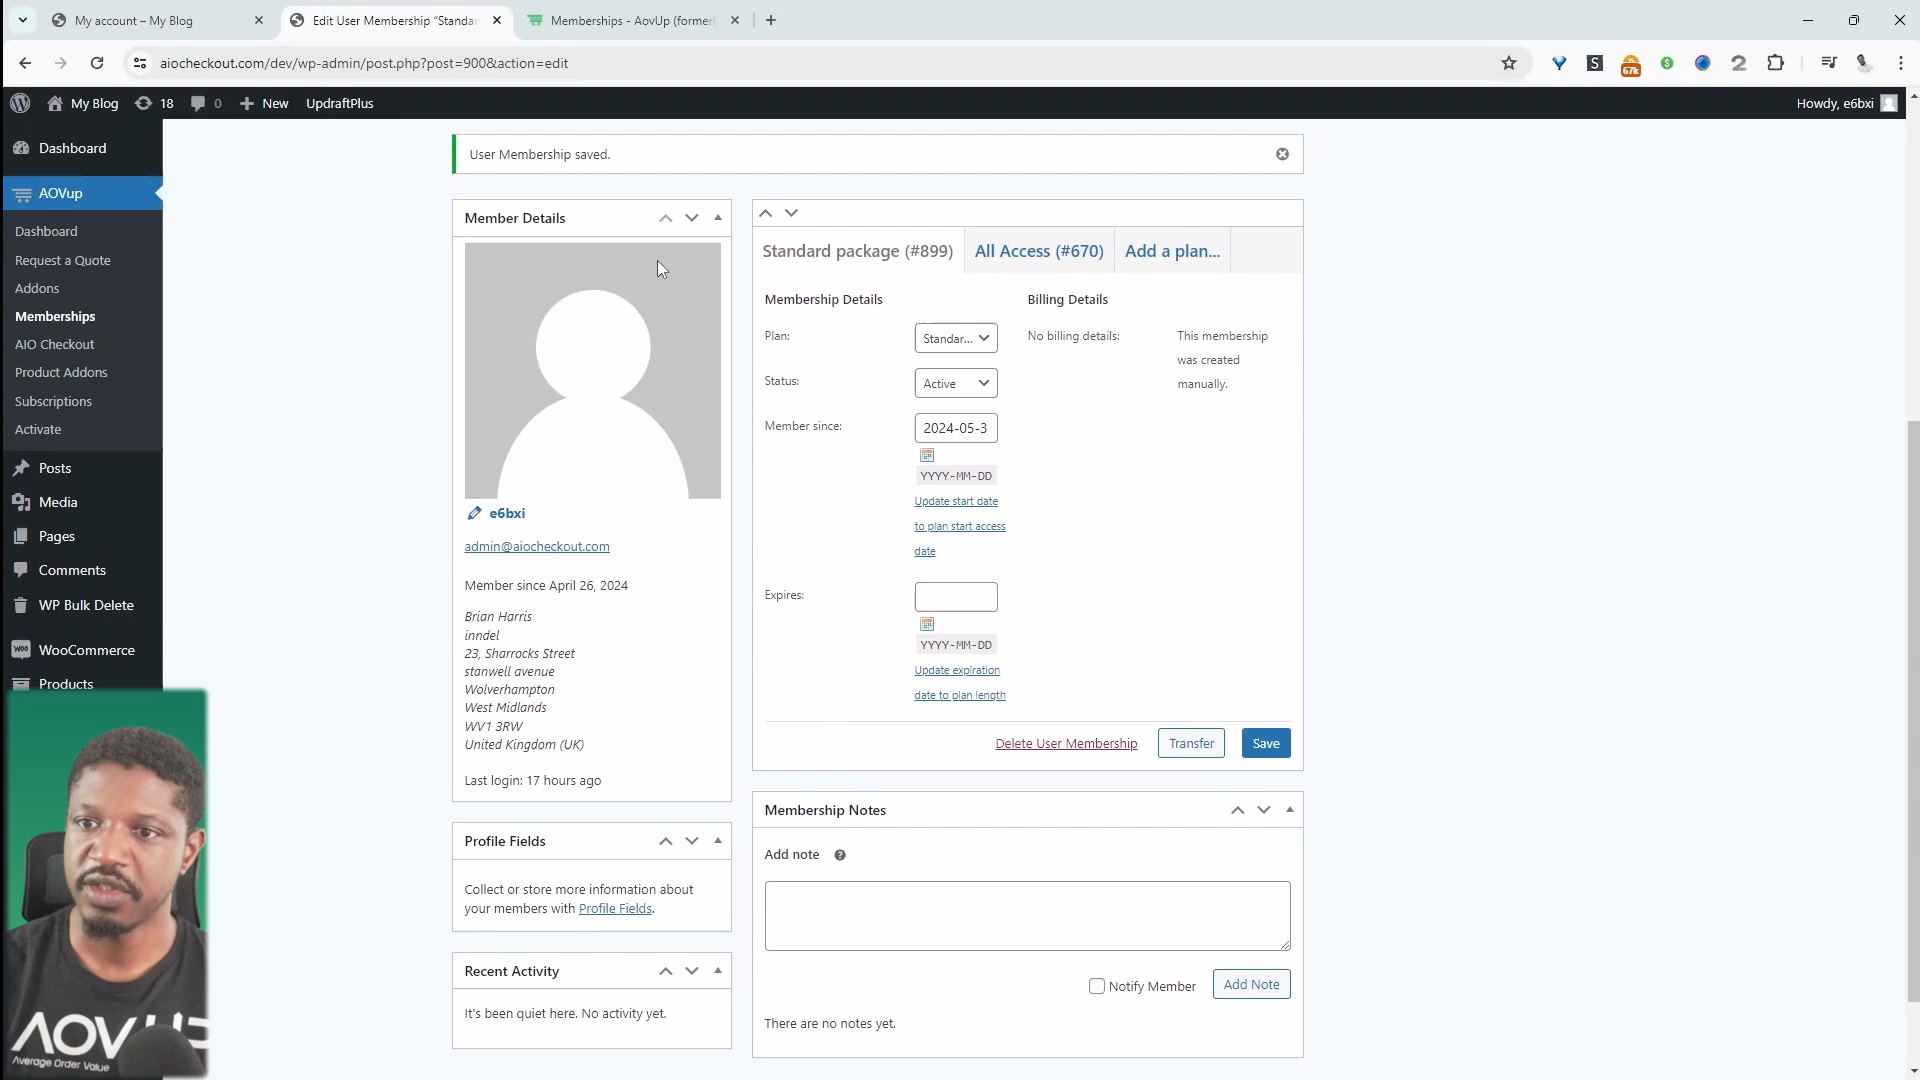 My account – My Blog
Edit User Membership “Standa
Memberships - AovUp (former
aiocheckout.com/dev/wp-admin/post.php?post=900&action=edit
67k
My Blog
18
0
New
UpdraftPlus
Howdy, e6bxi
Dashboard
AOVup
Dashboard
Request a Quote
Addons
Memberships
AIO Checkout
Product Addons
Subscriptions
Activate
Posts
Media
Pages
Comments
WP Bulk Delete
WooCommerce
Products
User Membership saved.
Member Details
e6bxi
admin@aiocheckout.com
Member since April 26, 2024
Brian Harris
inndel
23, Sharrocks Street
stanwell avenue
Wolverhampton
West Midlands
WV1 3RW
United Kingdom (UK)
Last login: 17 hours ago
Profile Fields
Collect or store more information about
your members with Profile Fields.
Recent Activity
It's been quiet here. No activity yet.
Standard package (#899)
All Access (#670)
Add a plan...
Membership Details
Plan:
Standar...
Status:
Active
Member since:
2024-05-3
YYYY-MM-DD
Update start date
to plan start access
date
Expires:
YYYY-MM-DD
Update expiration
date to plan length
Billing Details
No billing details:
This membership
was created
manually.
Delete User Membership
Transfer
Save
Membership Notes
Add note
Notify Member
Add Note
There are no notes yet.
AOVUP
Average Order Value